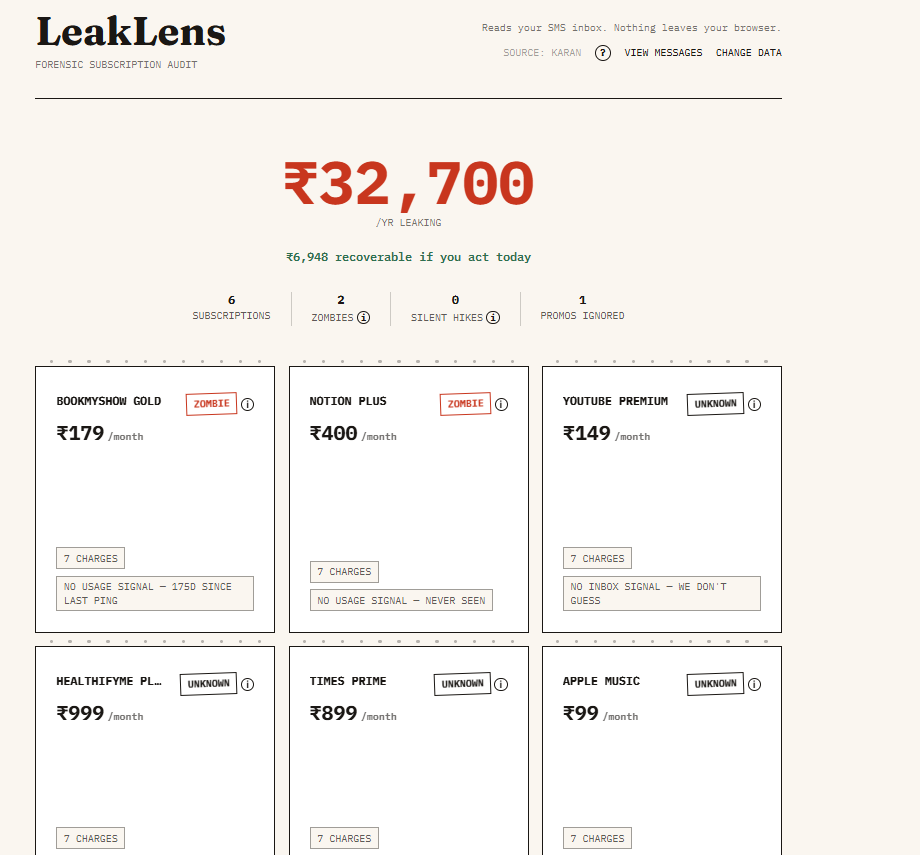 LeakLens
FORENSIC SUBSCRIPTION AUDIT
Reads your SMS inbox. Nothing leaves your browser.
SOURCE: KARAN ? VIEW MESSAGES CHANGE DATA
₹32,700
/YR LEAKING
₹6,948 recoverable if you act today
6
SUBSCRIPTIONS
2
ZOMBIES i
0
SILENT HIKES i
1
PROMOS IGNORED
BOOKMYSHOW GOLD ZOMBIE i
₹179 /month
7 CHARGES
NO USAGE SIGNAL — 175D SINCE
LAST PING
NOTION PLUS ZOMBIE i
₹400 /month
7 CHARGES
NO USAGE SIGNAL — NEVER SEEN
YOUTUBE PREMIUM UNKNOWN i
₹149 /month
7 CHARGES
NO INBOX SIGNAL — WE DON'T
GUESS
HEALTHIFYME PL… UNKNOWN i
₹999 /month
7 CHARGES
TIMES PRIME UNKNOWN i
₹899 /month
7 CHARGES
APPLE MUSIC UNKNOWN i
₹99 /month
7 CHARGES